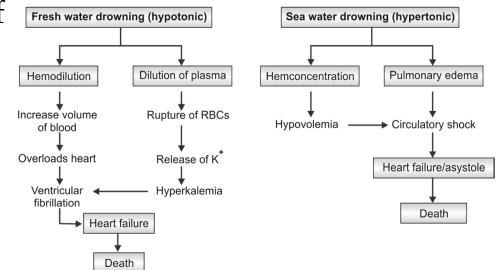 f
Fresh water drowning (hypotonic)
Hemodilution
Dilution of plasma
Increase volume
of blood
Rupture of RBCs
Overloads heart
Release of K+
Ventricular
fibrillation
Hyperkalemia
Heart failure
Death
Sea water drowning (hypertonic)
Hemconcentration
Pulmonary edema
Hypovolemia
Circulatory shock
Heart failure/asystole
Death